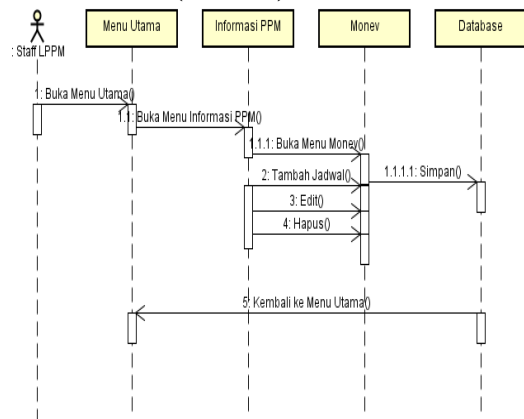 Menu Utama
Informasi PPM
Monev
Database
: Staff LPPM
1: Buka Menu Utama()
1.1: Buka Menu Informasi PPM()
1.1.1: Buka Menu Monev()
2: Tambah Jadwal()
1.1.1.1: Simpan()
3: Edit()
4: Hapus()
5: Kembali ke Menu Utama()